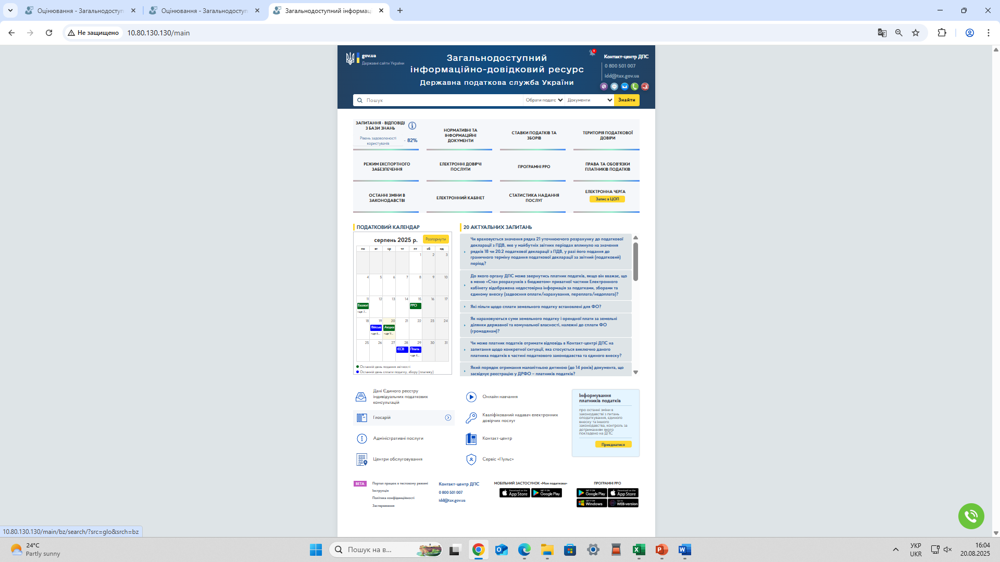 Оцінювання - Загальнодоступн
Оцінювання - Загальнодоступн
Загальнодоступний інформац
Не защищено
10.80.130.130/main
gov.ua
Державні сайти України
Загальнодоступний
інформаційно-довідковий ресурс
Державна податкова служба України
9
Контакт-центр ДПС
0 800 501 007
idd@tax.gov.ua
Пошук
Обрати подат
Документи
Знайти
ЗАПИТАННЯ - ВІДПОВІДІ
З БАЗИ ЗНАНЬ
Рівень задоволеності
користувачів
- 82%
НОРМАТИВНІ ТА
ІНФОРМАЦІЙНІ
ДОКУМЕНТИ
СТАВКИ ПОДАТКІВ ТА
ЗБОРІВ
ТЕРИТОРІЯ ПОДАТКОВОЇ
ДОВІРИ
РЕЖИМ ЕКСПОРТНОГО
ЗАБЕЗПЕЧЕННЯ
ЕЛЕКТРОННІ ДОВІРЧІ
ПОСЛУГИ
ПРОГРАМНІ РРО
ПРАВА ТА ОБОВ'ЯЗКИ
ПЛАТНИКІВ ПОДАТКІВ
ОСТАННІ ЗМІНИ В
ЗАКОНОДАВСТВІ
ЕЛЕКТРОННИЙ КАБІНЕТ
СТАТИСТИКА НАДАННЯ
ПОСЛУГ
ЕЛЕКТРОННА ЧЕРГА
Запис в ЦОП
ПОДАТКОВИЙ КАЛЕНДАР
серпень 2025 р.
Розгорнути
пн вт ср чт пт сб нд
1 2 3
4 5 6 7 8 9 10
11 12 13 14 15 16 17
Еколог РРО
+ще 7...
18 19 20 21 22 23 24
Військ Акциз
+ще 6... +ще 9...
25 26 27 28 29 30 31
ЄСВ Плата
+ще 4...
Останній день подання звітності
Останній день сплати податку, збору (платежу)
20 АКТУАЛЬНИХ ЗАПИТАНЬ
Чи враховується значення рядка 21 уточнюючого розрахунку до податкової
декларації з ПДВ, яке у майбутніх звітних періодах вплинуло на значення
рядків 18 чи 20.2 податкової декларації з ПДВ, у разі його подання до
граничного терміну подання податкової декларації за звітний (податковий)
період?
До якого органу ДПС може звернутись платник податків, якщо він вважає, що
в меню «Стан розрахунків з бюджетом» приватної частини Електронного
кабінету відображена недостовірна інформація за податками, зборами та
єдиному внеску (задвоєння оплати/нарахування, переплата/недоплата)?
Які пільги щодо сплати земельного податку встановлені для ФО?
Як нараховуються суми земельного податку і орендної плати за земельні
ділянки державної та комунальної власності, належні до сплати ФО
(громадянам)?
Чи може платник податків отримати відповідь в Контакт-центрі ДПС на
запитання щодо конкретної ситуації, яка стосується виключно даного
платника податків в частині податкового законодавства та єдиного внеску?
Який порядок отримання малолітньою дитиною (до 14 років) документа, що
засвідчує реєстрацію у ДРФО – платників податків?
Дані Єдиного реєстру
індивідуальних податкових
консультацій
Глосарій
Адміністративні послуги
Центри обслуговування
Онлайн навчання
Кваліфікований надавач електронних
довірчих послуг
Контакт-центр
Сервіс «Пульс»
Інформування
платників податків
про останні зміни в
законодавстві з питань
оподаткування, єдиного
внеску та іншого
законодавства, контроль за
дотриманням якого
покладено на ДПС
Приєднатися
BETA
Портал працює в тестовому режимі
Інструкція
Політика конфіденційності
Застереження
Контакт-центр ДПС
0 800 501 007
idd@tax.gov.ua
МОБІЛЬНИЙ ЗАСТОСУНОК «Моя податкова»
Download on the App Store
GET IT ON Google Play
ПРОГРАМНІ РРО
GET IT ON Google Play
Download on the App Store
GET IT ON Windows
Go to WEB-version
10.80.130.130/main/bz/search/?src=glo&srch=bz
24°C
Partly sunny
Пошук на в...
УКР
UKR
16:04
20.08.2025